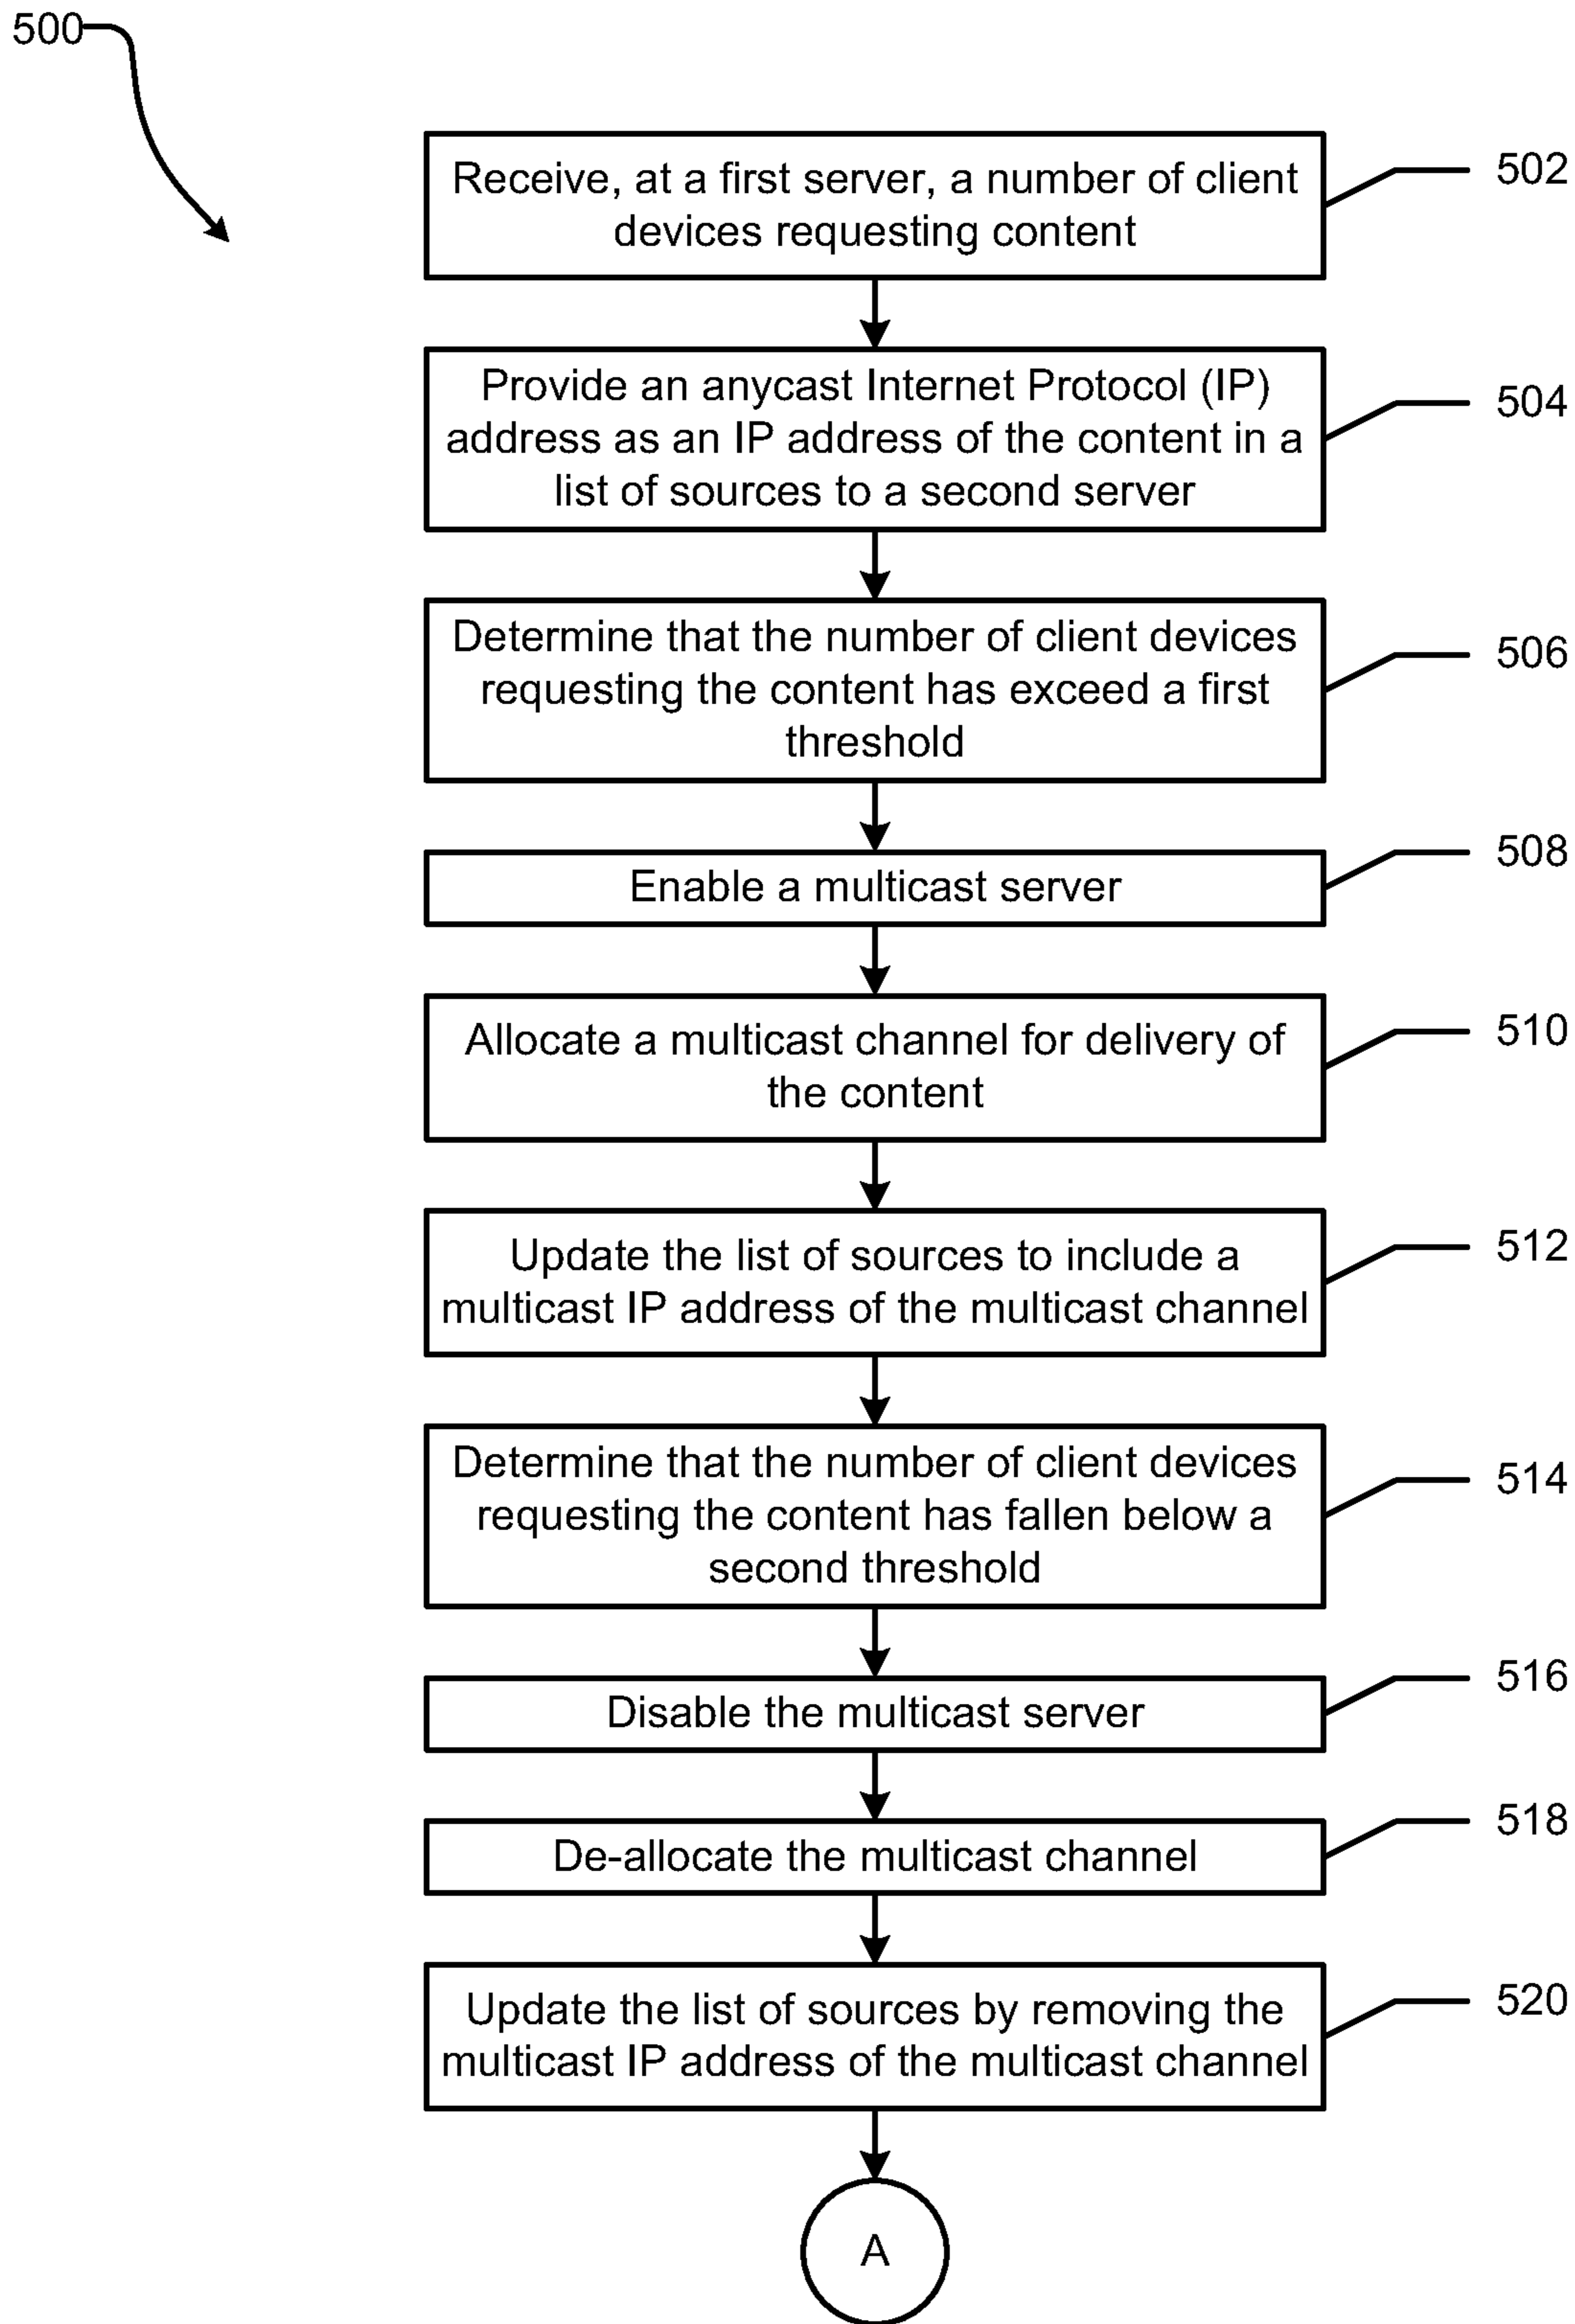 500
Receive, at a first server, a number of client
devices requesting content
502
Provide an anycast Internet Protocol (IP)
address as an IP address of the content in a
list of sources to a second server
504
Determine that the number of client devices
requesting the content has exceed a first
threshold
506
Enable a multicast server
508
Allocate a multicast channel for delivery of
the content
510
Update the list of sources to include a
multicast IP address of the multicast channel
512
Determine that the number of client devices
requesting the content has fallen below a
second threshold
514
Disable the multicast server
516
De-allocate the multicast channel
518
Update the list of sources by removing the
multicast IP address of the multicast channel
520
A